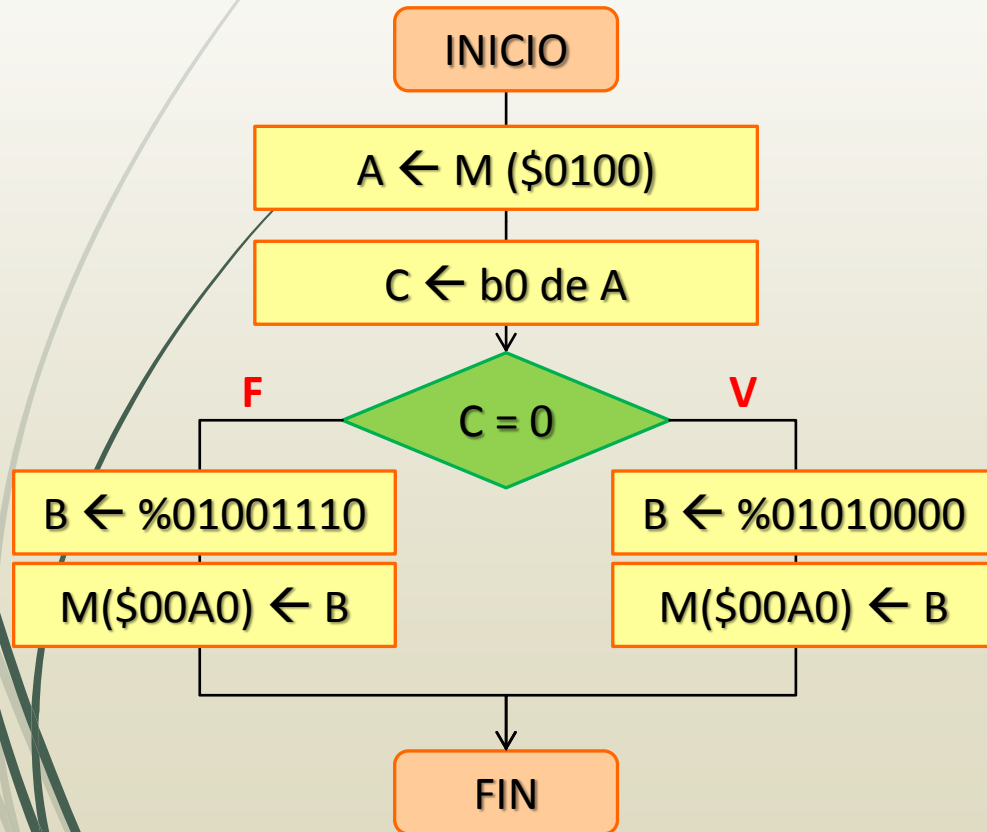 INICIO
A ← M ($0100)
C ← b0 de A
F
V
C = 0
B ← %01001110
B ← %01010000
M($00A0) ← B
M($00A0) ← B
FIN